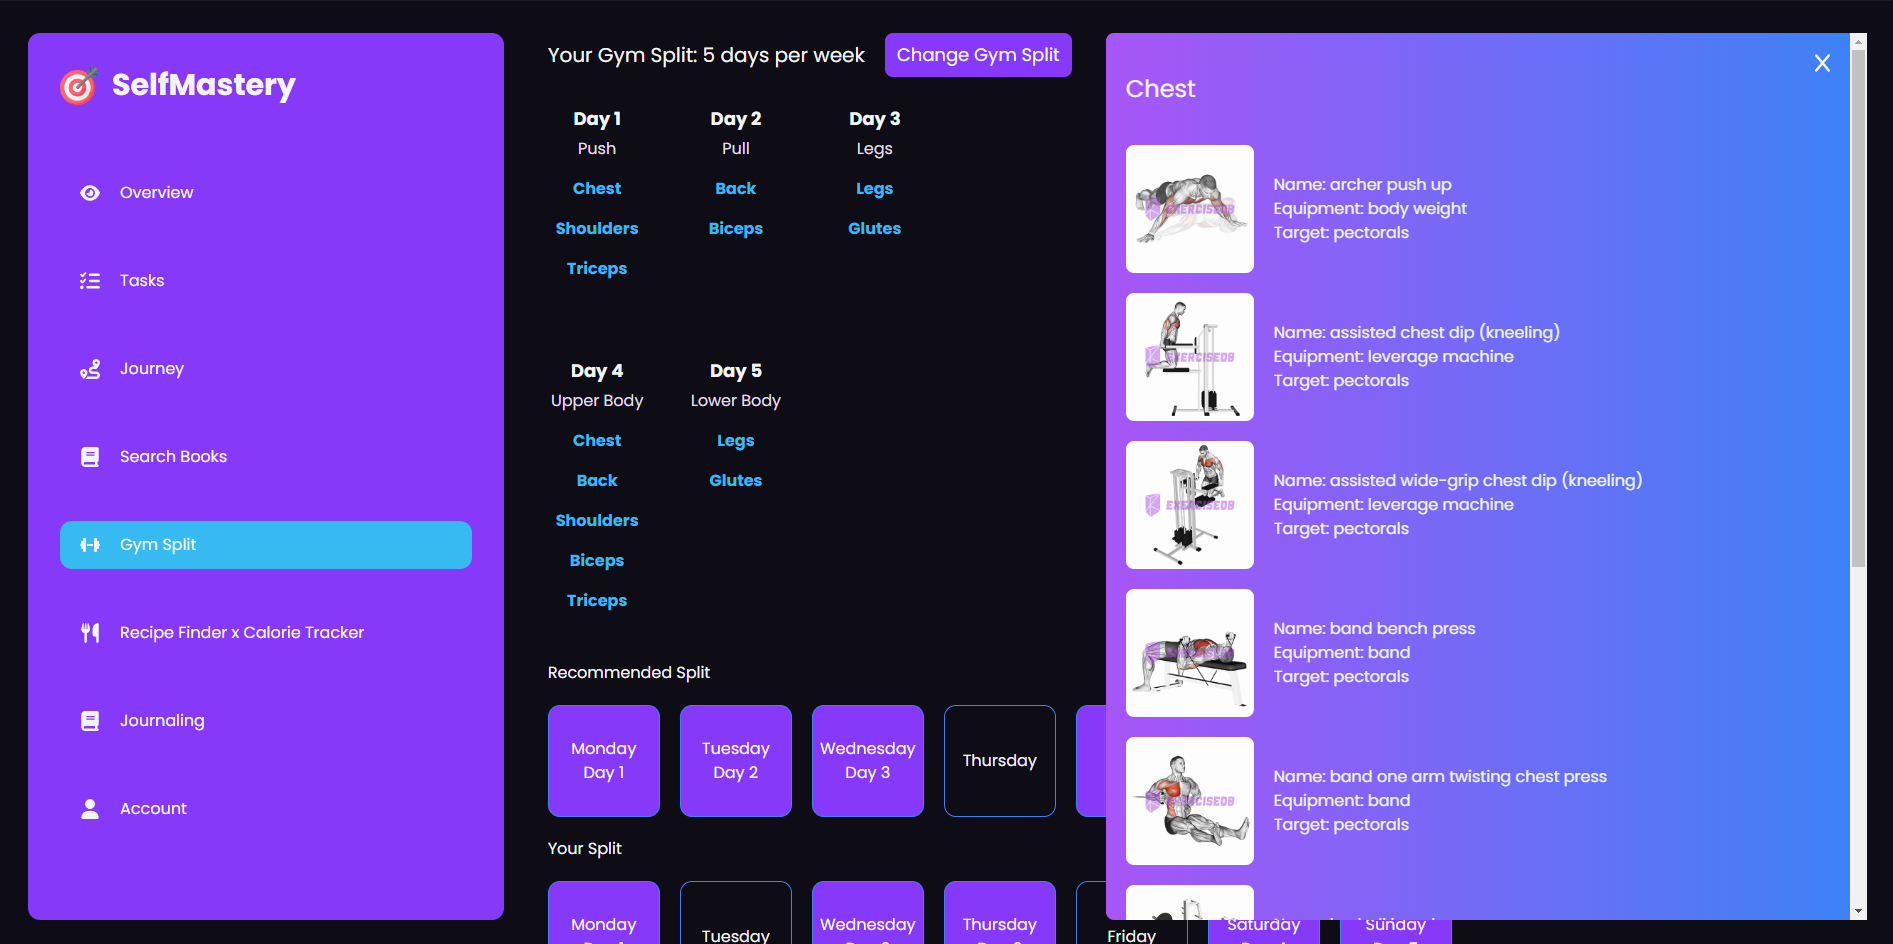 SelfMastery
Overview
Tasks
Journey
Search Books
Gym Split
Recipe Finder x Calorie Tracker
Journaling
Account
Your Gym Split: 5 days per week
Change Gym Split
Day 1
Push
Chest
Shoulders
Triceps
Day 2
Pull
Back
Biceps
Day 3
Legs
Legs
Glutes
Day 4
Upper Body
Chest
Back
Shoulders
Biceps
Triceps
Day 5
Lower Body
Legs
Glutes
Recommended Split
Monday
Day 1
Tuesday
Day 2
Wednesday
Day 3
Thursday
Your Split
Monday
Tuesday
Wednesday
Thursday
Friday
Saturday
Sunday
X
Chest
EXERCISEDB
Name: archer push up
Equipment: body weight
Target: pectorals
EXERCISEDB
Name: assisted chest dip (kneeling)
Equipment: leverage machine
Target: pectorals
EXERCISEDB
Name: assisted wide-grip chest dip (kneeling)
Equipment: leverage machine
Target: pectorals
Name: band bench press
Equipment: band
Target: pectorals
EXERCISEDB
Name: band one arm twisting chest press
Equipment: band
Target: pectorals